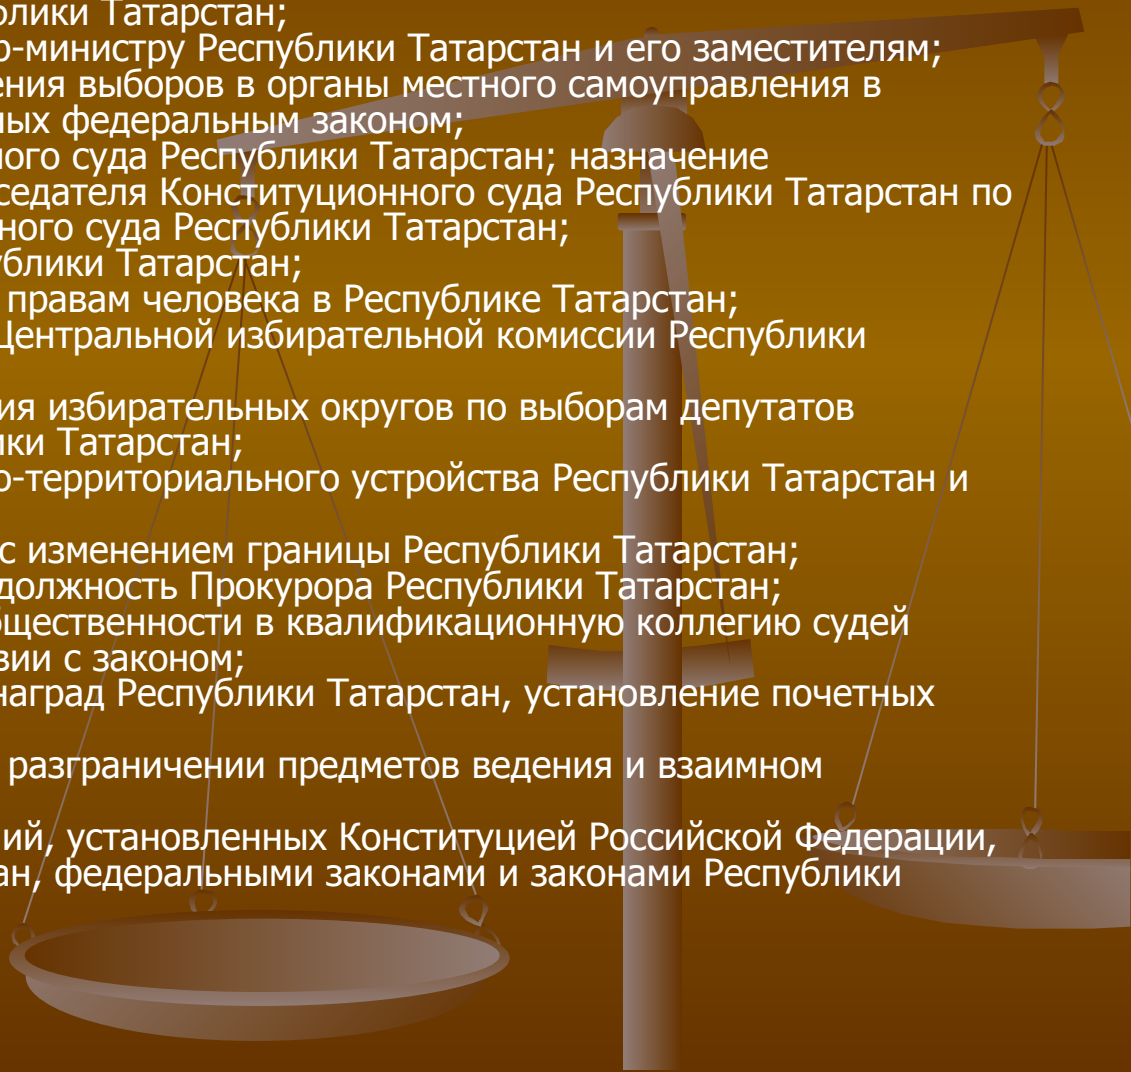 олики Татарстан;
р-министру Республики Татарстан и его заместителям;
ения выборов в органы местного самоуправления в
ных федеральным законом;
ного суда Республики Татарстан; назначение
седателя Конституционного суда Республики Татарстан по
ного суда Республики Татарстан;
ублики Татарстан;
правам человека в Республике Татарстан;
Центральной избирательной комиссии Республики
ия избирательных округов по выборам депутатов
ики Татарстан;
о-территориального устройства Республики Татарстан и
с изменением границы Республики Татарстан;
должность Прокурора Республики Татарстан;
бщественности в квалификационную коллегию судей
вии с законом;
наград Республики Татарстан, установление почетных
разграничении предметов ведения и взаимном
ий, установленных Конституцией Российской Федерации,
ан, федеральными законами и законами Республики